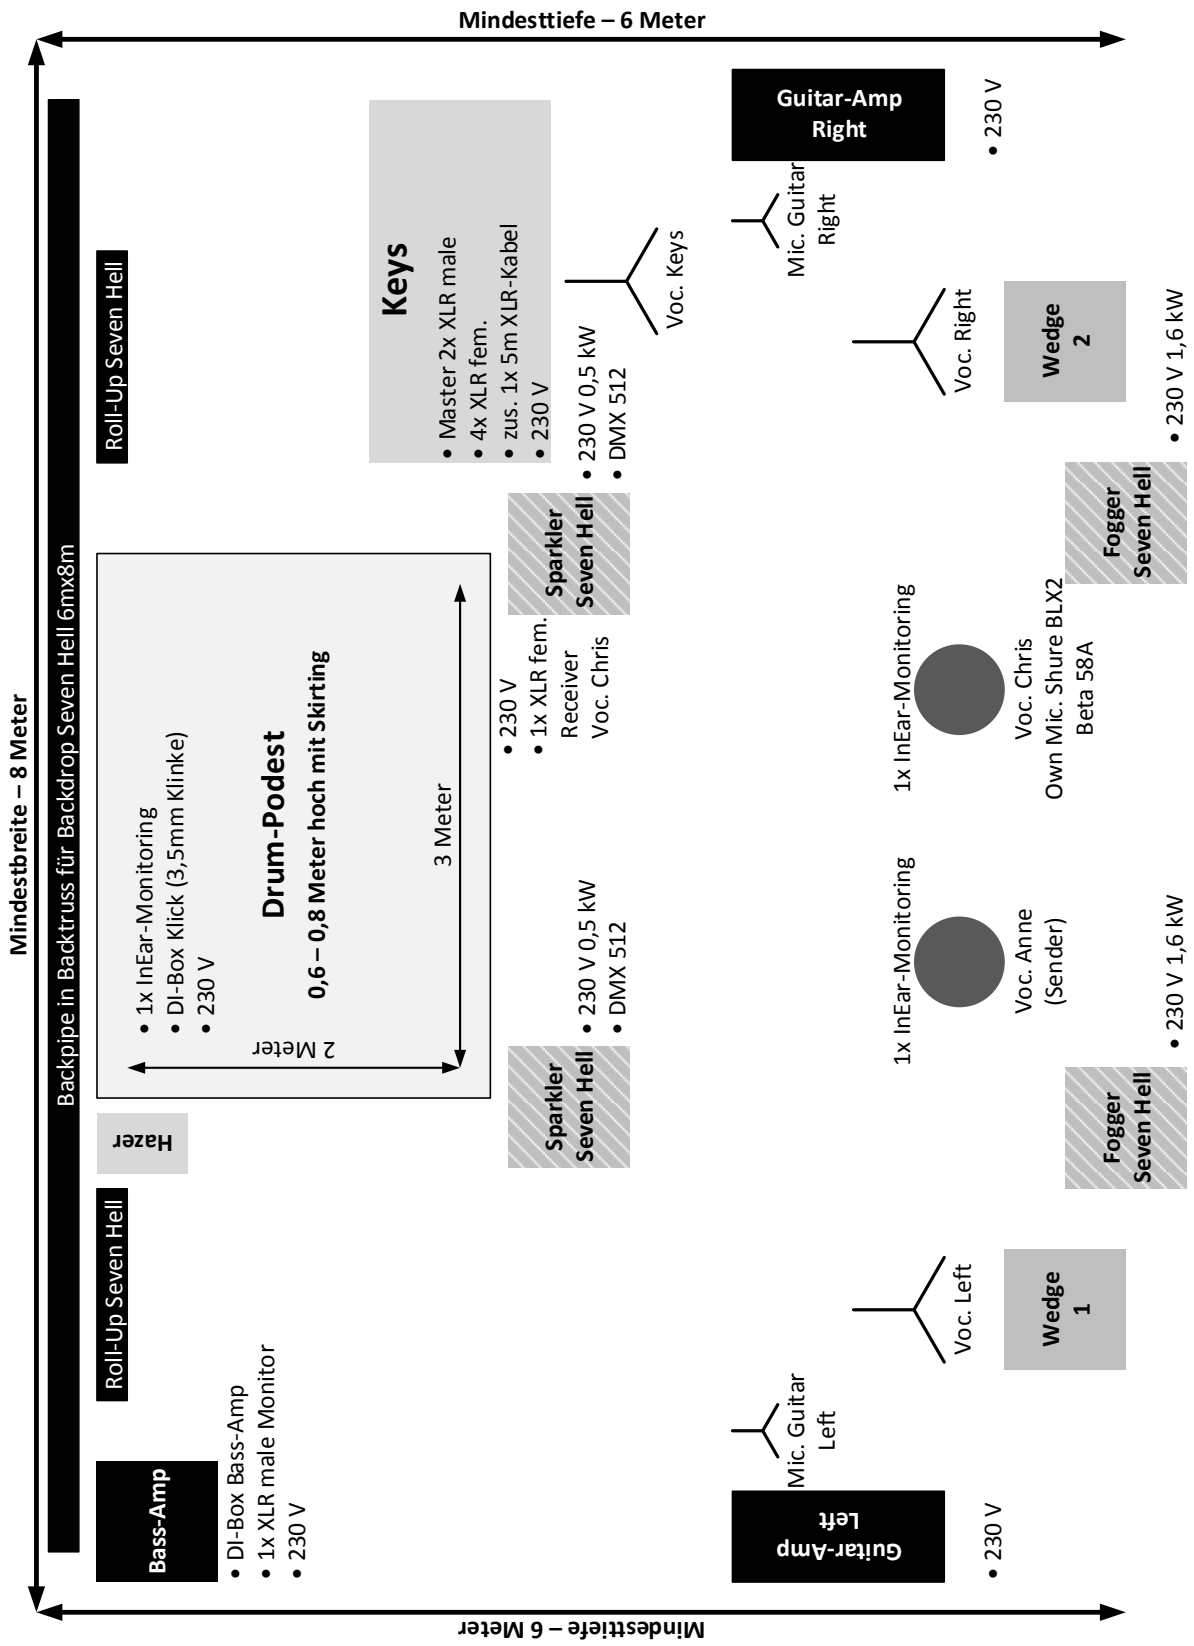 Mindestbreite – 8 Meter
Mindesttiefe – 6 Meter
Mindesttiefe – 6 Meter
Backpipe in Backtruss für Backdrop Seven Hell 6mx8m
Bass-Amp
• DI-Box Bass-Amp
• 1x XLR male Monitor
• 230 V
Roll-Up Seven Hell
Hazer
• 1x InEar-Monitoring
• DI-Box Klick (3,5mm Klinke)
• 230 V
Drum-Podest
0,6 – 0,8 Meter hoch mit Skirting
2 Meter
3 Meter
Roll-Up Seven Hell
Keys
• Master 2x XLR male
• 4x XLR fem.
• zus. 1x 5m XLR-Kabel
• 230 V
Sparkler
Seven Hell
• 230 V 0,5 kW
• DMX 512
• 230 V
• 1x XLR fem.
Receiver
Voc. Chris
Sparkler
Seven Hell
• 230 V 0,5 kW
• DMX 512
Voc. Keys
Guitar-Amp
Left
• 230 V
Mic. Guitar
Left
Voc. Left
Wedge
1
Fogger
Seven Hell
• 230 V 1,6 kW
1x InEar-Monitoring
Voc. Anne
(Sender)
1x InEar-Monitoring
Voc. Chris
Own Mic. Shure BLX2
Beta 58A
Fogger
Seven Hell
• 230 V 1,6 kW
Voc. Right
Wedge
2
Mic. Guitar
Right
Guitar-Amp
Right
• 230 V